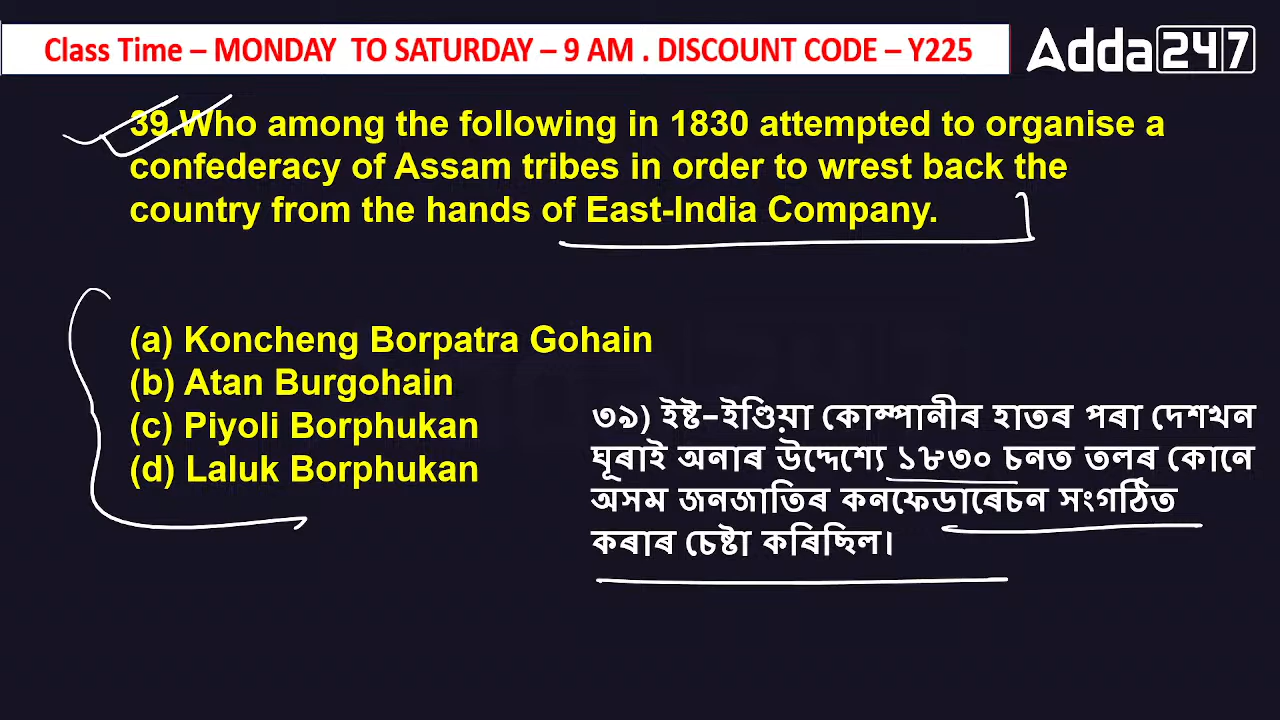 Class Time – MONDAY TO SATURDAY – 9 AM . DISCOUNT CODE – Y225
Adda247
39.Who among the following in 1830 attempted to organise a
confederacy of Assam tribes in order to wrest back the
country from the hands of East-India Company.
(a) Koncheng Borpatra Gohain
(b) Atan Burgohain
(c) Piyoli Borphukan
(d) Laluk Borphukan
৩৯) ইষ্ট-ইণ্ডিয়া কোম্পানীৰ হাতৰ পৰা দেশখন
ঘূৰাই অনাৰ উদ্দেশ্যে ১৮৩০ চনত তলৰ কোনে
অসম জনজাতিৰ কনফেডাৰেচন সংগঠিত
কৰাৰ চেষ্টা কৰিছিল।